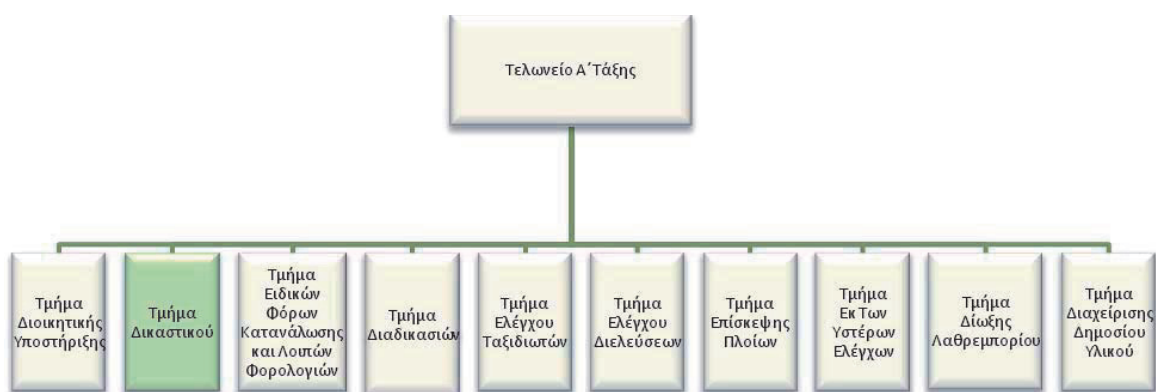 Τελωνείο Α΄Τάξης
Τμήμα
Διοικητικής
Υποστήριξης
Τμήμα
Δικαστικού
Τμήμα
Ειδικών
Φόρων
Κατανάλωσης
και Λοιπών
Φορολογιών
Τμήμα
Διαδικασιών
Τμήμα
Ελέγχου
Ταξιδιωτών
Τμήμα
Ελέγχου
Διελεύσεων
Τμήμα
Επίσκεψης
Πλοίων
Τμήμα
Εκ Των
Υστέρων
Ελέγχων
Τμήμα
Δίωξης
Λαθρεμπορίου
Τμήμα
Διαχείρισης
Δημοσίου
Υλικού